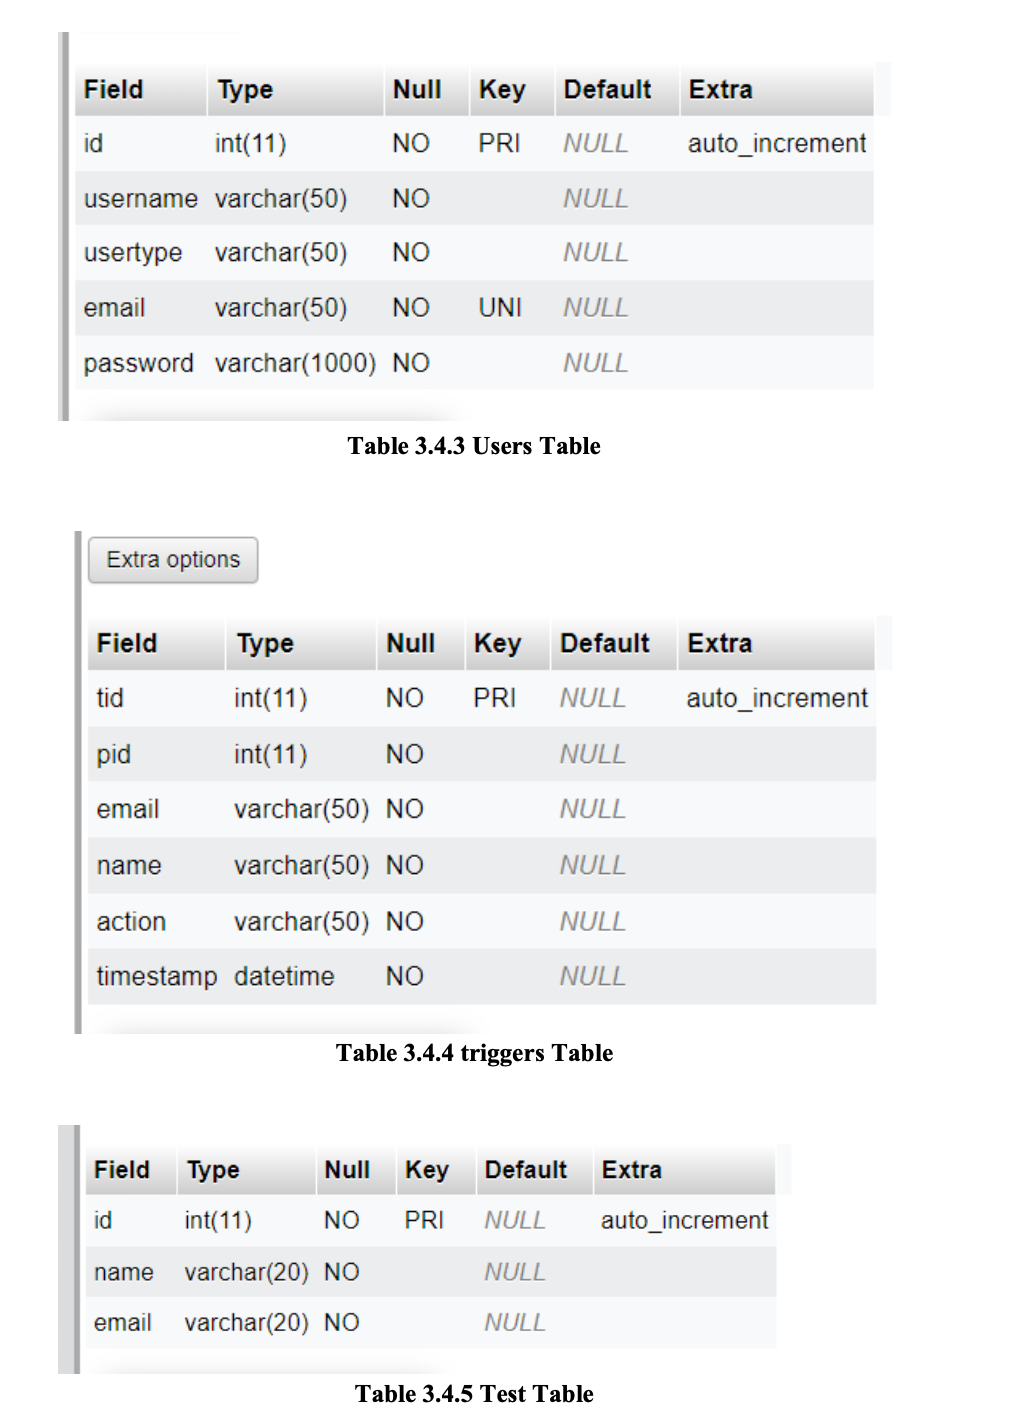 Field Type Null Key Default Extra
id int(11) NO PRI NULL auto_increment
username varchar(50) NO NULL
usertype varchar(50) NO NULL
email varchar(50) NO UNI NULL
password varchar(1000) NO NULL
Table 3.4.3 Users Table
Extra options
Field Type Null Key Default Extra
tid int(11) NO PRI NULL auto_increment
pid int(11) NO NULL
email varchar(50) NO NULL
name varchar(50) NO NULL
action varchar(50) NO NULL
timestamp datetime NO NULL
Table 3.4.4 triggers Table
Field Type Null Key Default Extra
id int(11) NO PRI NULL auto_increment
name varchar(20) NO NULL
email varchar(20) NO NULL
Table 3.4.5 Test Table